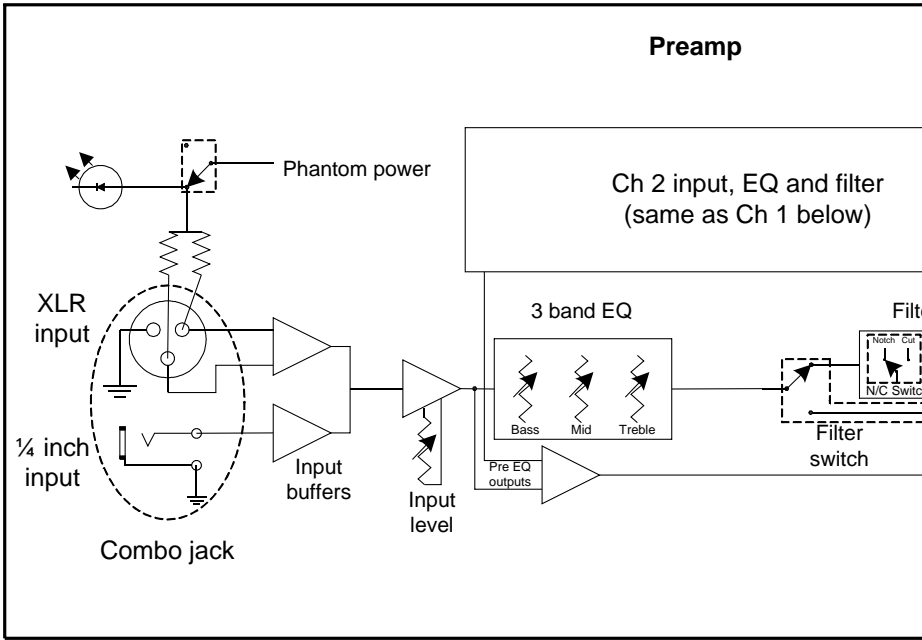 Preamp
Phantom power
Ch 2 input, EQ and filter
(same as Ch 1 below)
XLR
input
3 band EQ
Filte
Notch Cut
N/C Switch
Bass Mid Treble
Filter
switch
¼ inch
input
Input
buffers
Pre EQ
outputs
Input
level
Combo jack